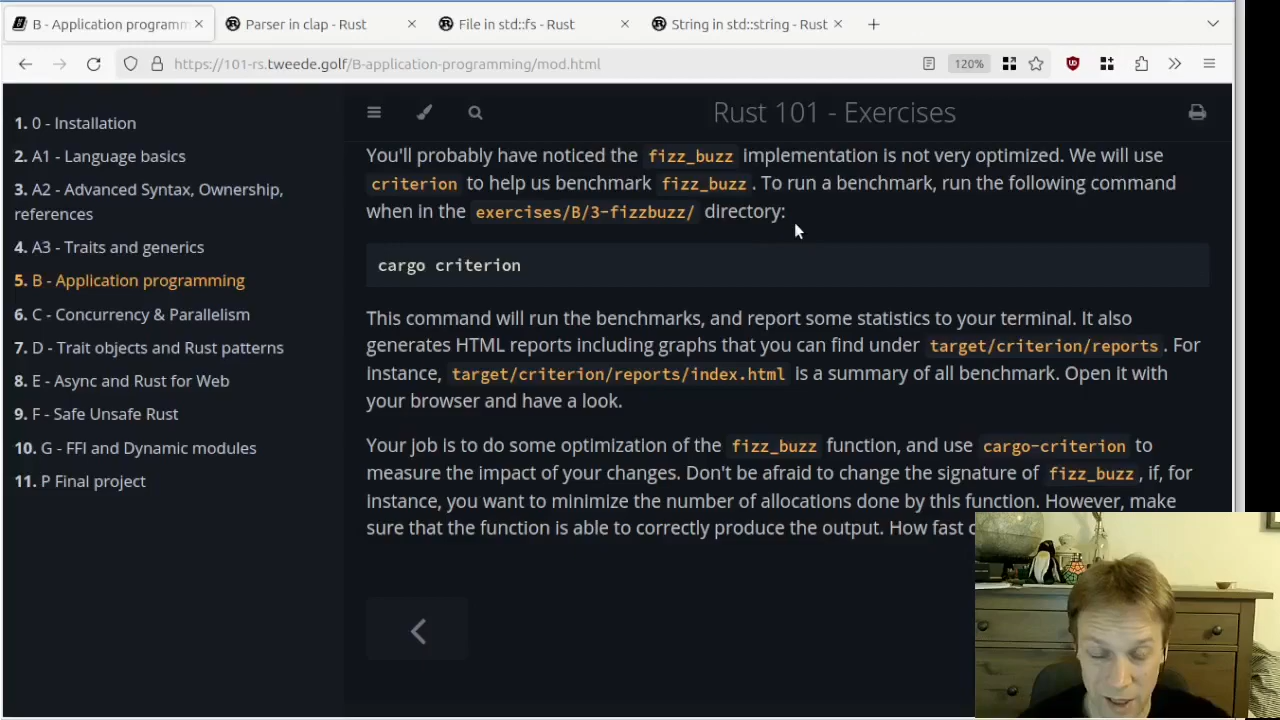 B - Application programm
Parser in clap - Rust
File in std::fs - Rust
String in std::string - Rust
https://101-rs.tweede.golf/B-application-programming/mod.html
120%
1. 0 - Installation
2. A1 - Language basics
3. A2 - Advanced Syntax, Ownership,
references
4. A3 - Traits and generics
5. B - Application programming
6. C - Concurrency & Parallelism
7. D - Trait objects and Rust patterns
8. E - Async and Rust for Web
9. F - Safe Unsafe Rust
10. G - FFI and Dynamic modules
11. P Final project
Rust 101 - Exercises
You'll probably have noticed the fizz_buzz implementation is not very optimized. We will use
criterion to help us benchmark fizz_buzz. To run a benchmark, run the following command
when in the exercises/B/3-fizzbuzz/ directory:
cargo criterion
This command will run the benchmarks, and report some statistics to your terminal. It also
generates HTML reports including graphs that you can find under target/criterion/reports. For
instance, target/criterion/reports/index.html is a summary of all benchmark. Open it with
your browser and have a look.
Your job is to do some optimization of the fizz_buzz function, and use cargo-criterion to
measure the impact of your changes. Don't be afraid to change the signature of fizz_buzz, if, for
instance, you want to minimize the number of allocations done by this function. However, make
sure that the function is able to correctly produce the output. How fast